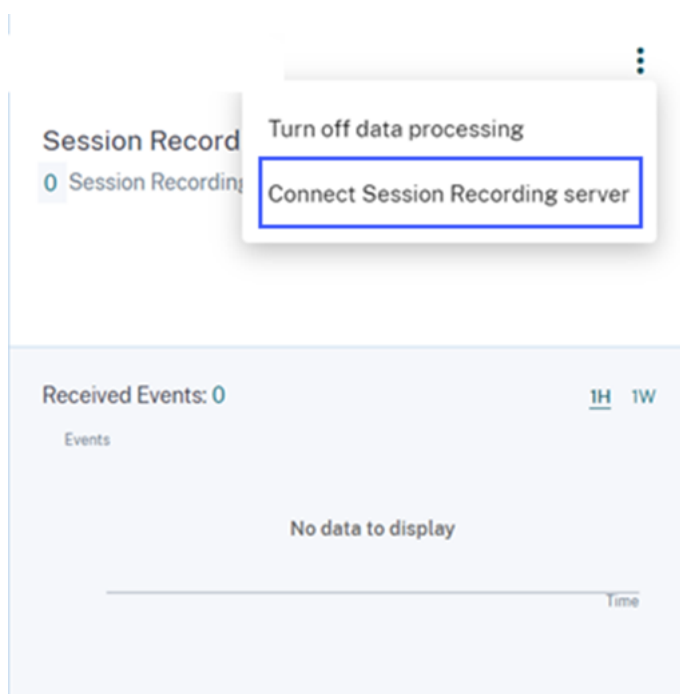 Turn off data processing
Session Record
0 Session Recording
Connect Session Recording server
Received Events: 0
1H 1W
Events
No data to display
Time